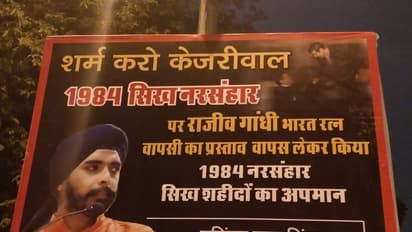 शर्म करो केजरीवाल
1984 सिख नरसंहार
पर राजीव गांधी भारत रत्न
वापसी का प्रस्ताव वापस लेकर किया
1984 नरसंहार
सिख शहीदों का अपमान